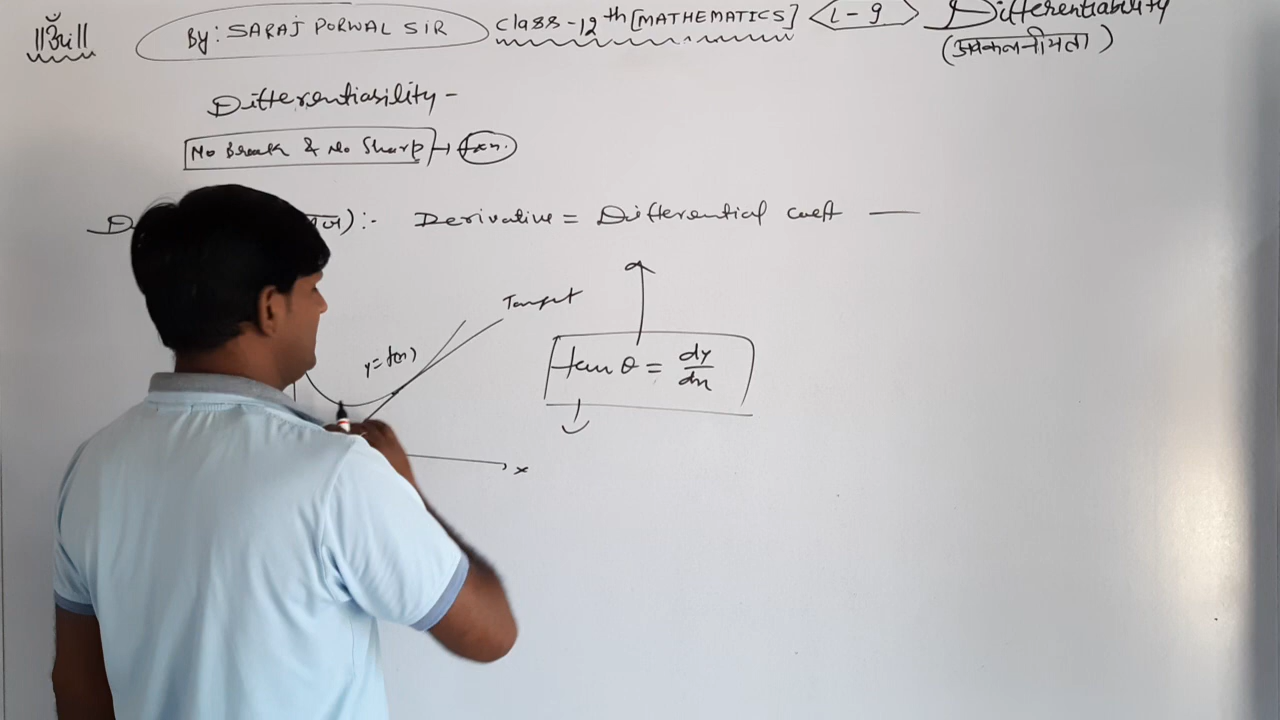 ||ॐ||
By: SARAJ PORWAL SIR
Class - 12th [MATHEMATICS]
L - 9
Differentiability
(अवकलनीयता)
Differentiability -
No Break & No Sharp → fxn.
D
):- Derivative = Differential coeff —
Tangent
y = f(x)
tan θ = dy/dx
x